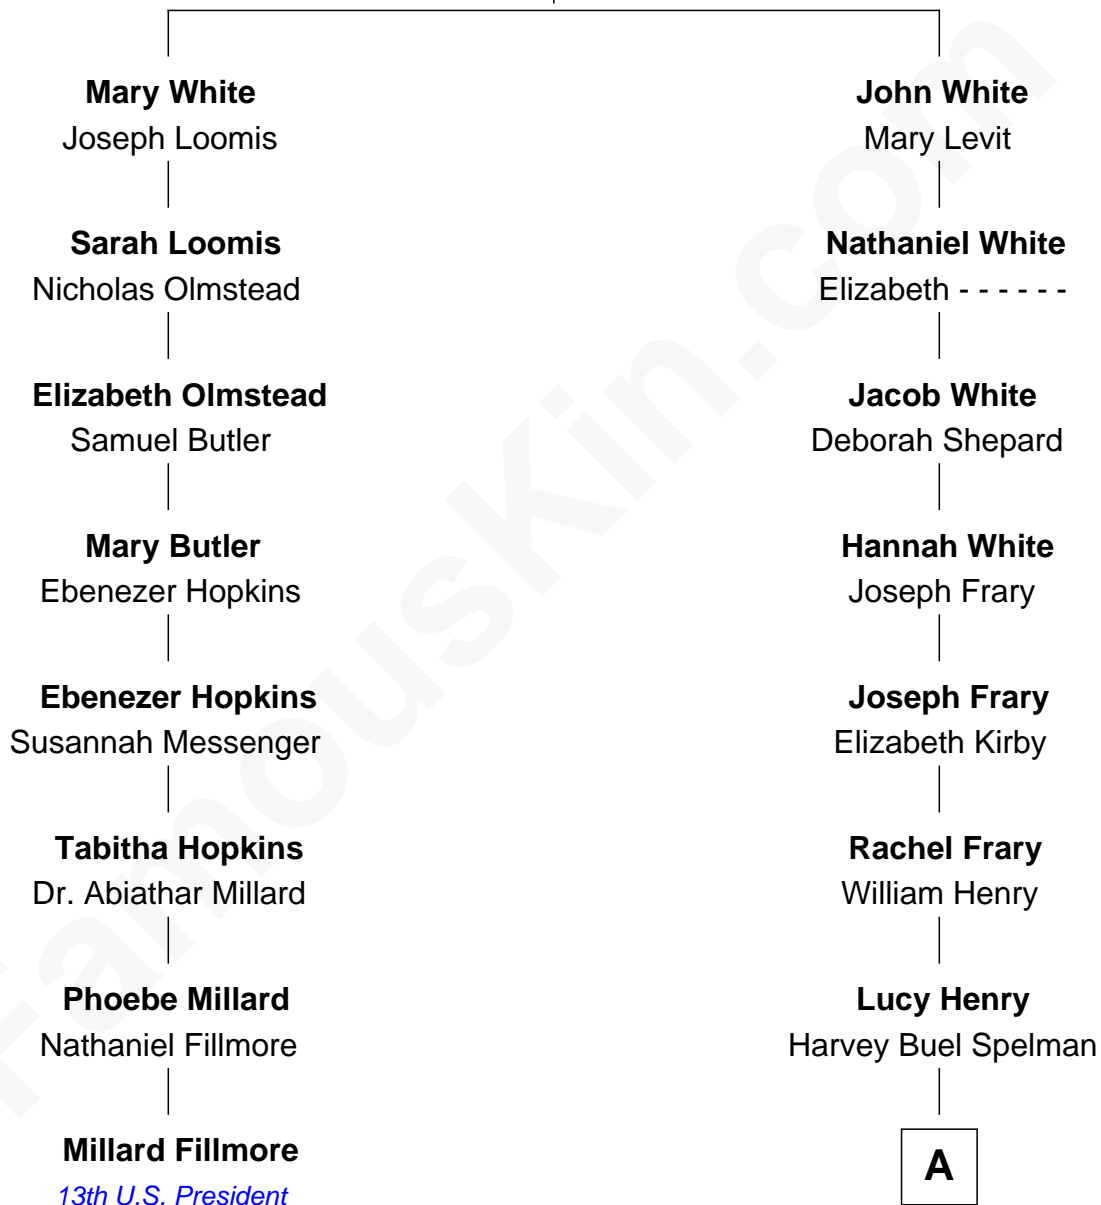 Mary White
Joseph Loomis
Sarah Loomis
Nicholas Olmstead
Elizabeth Olmstead
Samuel Butler
Mary Butler
Ebenezer Hopkins
Ebenezer Hopkins
Susannah Messenger
Tabitha Hopkins
Dr. Abiathar Millard
Phoebe Millard
Nathaniel Fillmore
Millard Fillmore
13th U.S. President
John White
Mary Levit
Nathaniel White
Elizabeth - - - - - -
Jacob White
Deborah Shepard
Hannah White
Joseph Frary
Joseph Frary
Elizabeth Kirby
Rachel Frary
William Henry
Lucy Henry
Harvey Buel Spelman
A
FamousKin.com